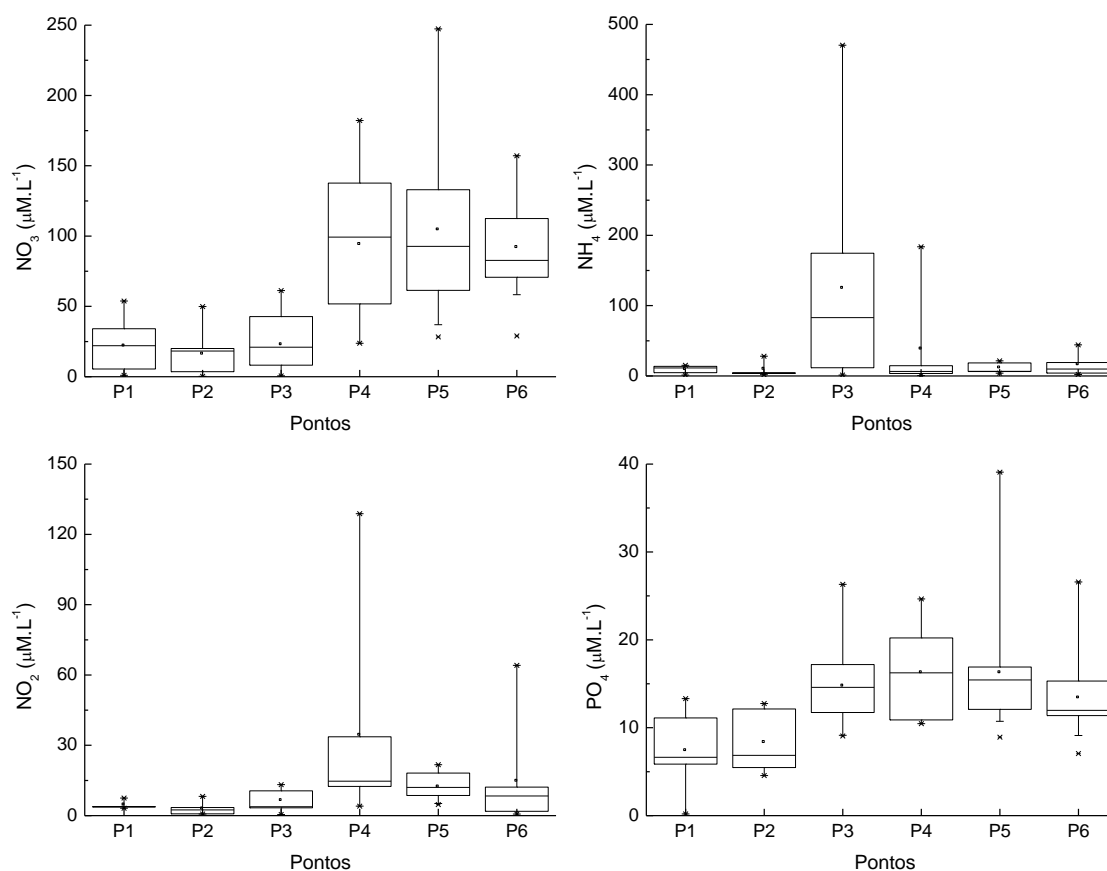 NO₃ (μM.L⁻¹)
250
200
150
100
50
0
P1 P2 P3 P4 P5 P6
Pontos
NH₄ (μM.L⁻¹)
500
400
300
200
100
0
P1 P2 P3 P4 P5 P6
Pontos
NO₂ (μM.L⁻¹)
150
120
90
60
30
0
P1 P2 P3 P4 P5 P6
Pontos
PO₄ (μM.L⁻¹)
40
30
20
10
0
P1 P2 P3 P4 P5 P6
Pontos